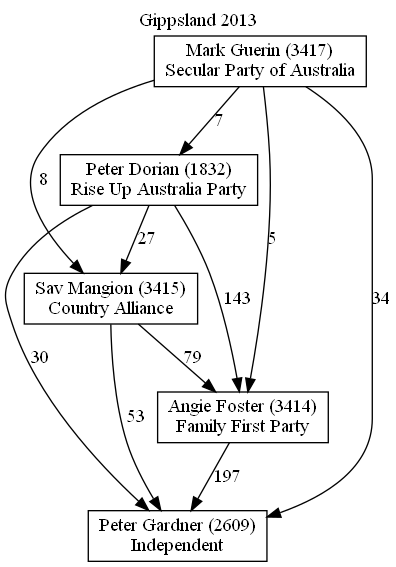 Gippsland 2013
Mark Guerin (3417)
Secular Party of Australia
7
Peter Dorian (1832)
Rise Up Australia Party
8
27
5
Sav Mangion (3415)
Country Alliance
143
34
30
79
Angie Foster (3414)
Family First Party
53
197
Peter Gardner (2609)
Independent